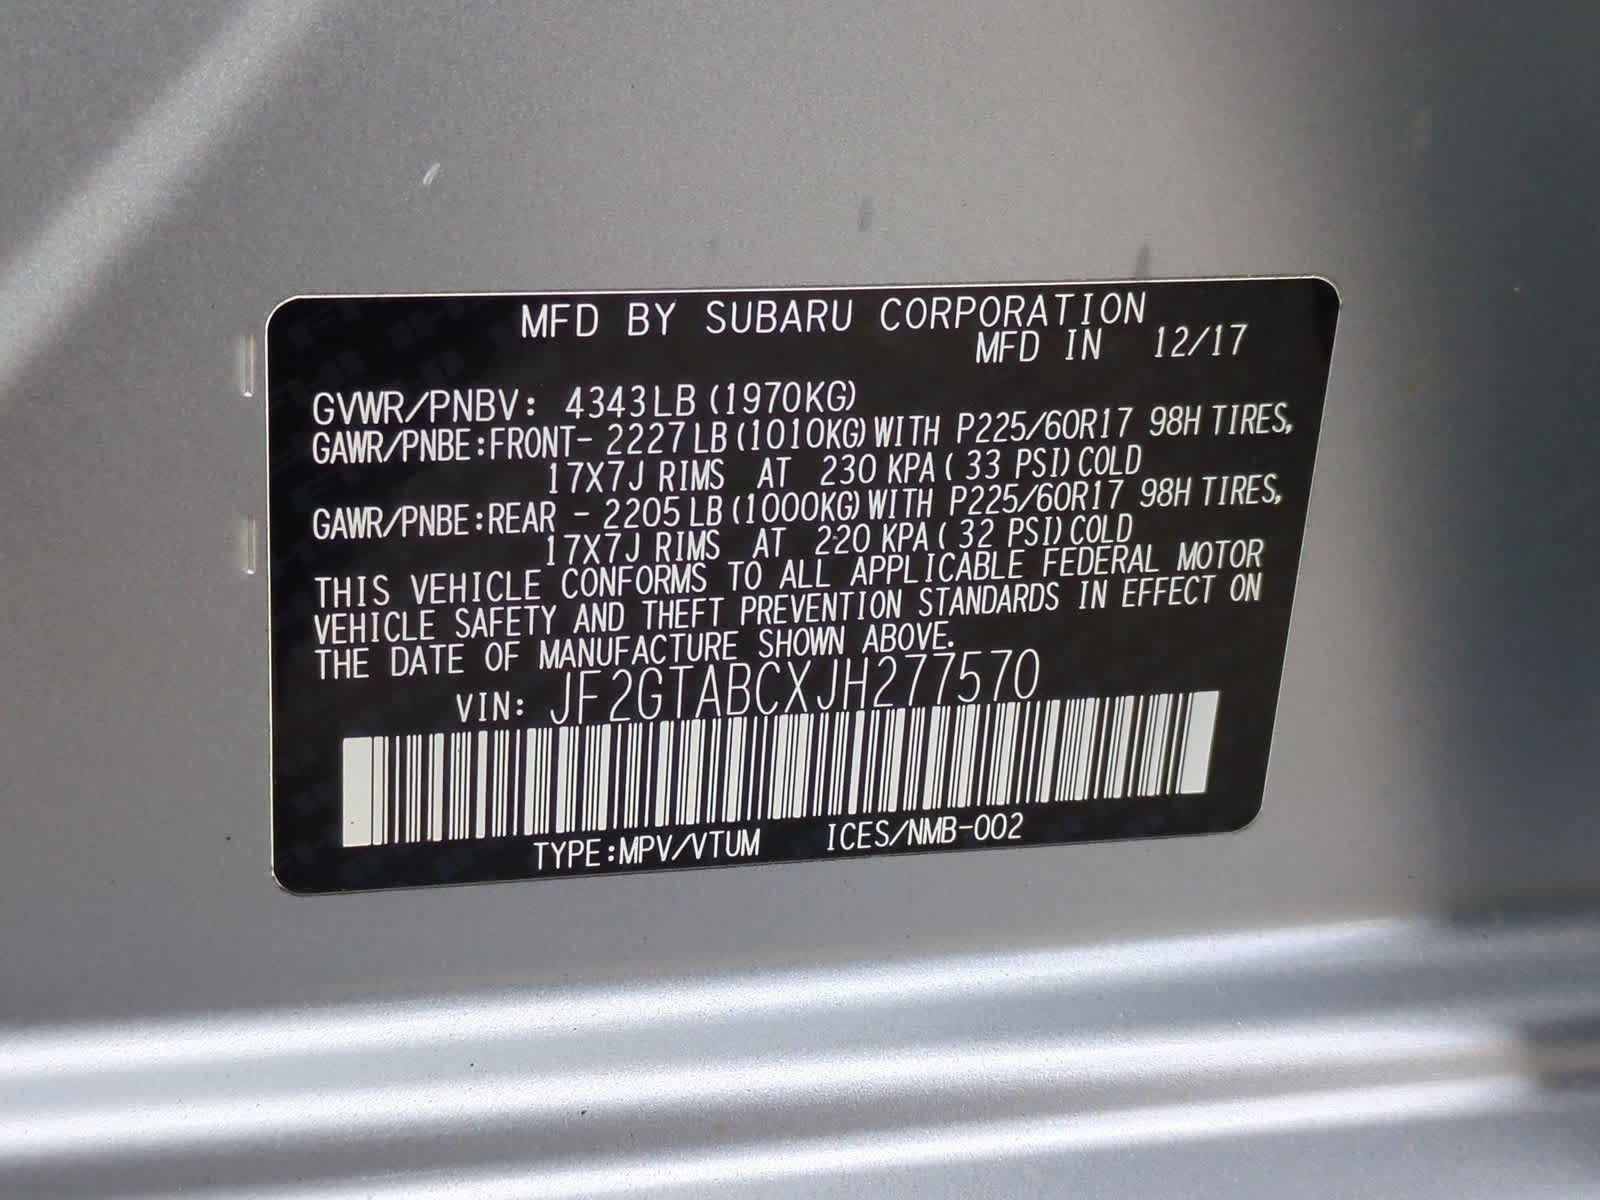 MFD BY SUBARU CORPORATION
MFD IN 12/17
GVWR/PNBV: 4343LB (1970KG)
GAWR/PNBE:FRONT- 2227LB (1010KG) WITH P225/60R17 98H TIRES,
17X7J RIMS AT 230 KPA ( 33 PSI) COLD
GAWR/PNBE:REAR - 2205LB (1000KG) WITH P225/60R17 98H TIRES,
17X7J RIMS AT 220 KPA ( 32 PSI) COLD
THIS VEHICLE CONFORMS TO ALL APPLICABLE FEDERAL MOTOR
VEHICLE SAFETY AND THEFT PREVENTION STANDARDS IN EFFECT ON
THE DATE OF MANUFACTURE SHOWN ABOVE.
VIN: JF2GTABCXJH277570
TYPE:MPV/VTUM ICES/NMB-002